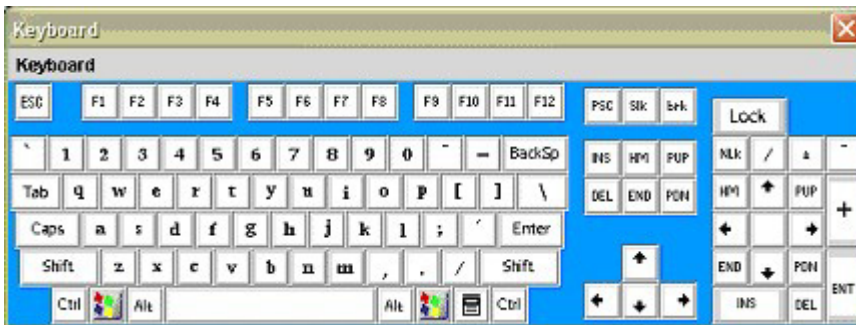 Keyboard
Keyboard
ESC F1 F2 F3 F4 F5 F6 F7 F8 F9 F10 F11 F12 PSC Slk brk
Lock
` 1 2 3 4 5 6 7 8 9 0 - = BackSp INS HM PUP NLk / * -
Tab q w e r t y u i o p [ ] \ DEL END PDN HM PUP +
Caps a s d f g h j k l ; ´ Enter
Shift z x c v b n m , . / Shift END PDN ENT
Ctrl Alt Alt Ctrl INS DEL